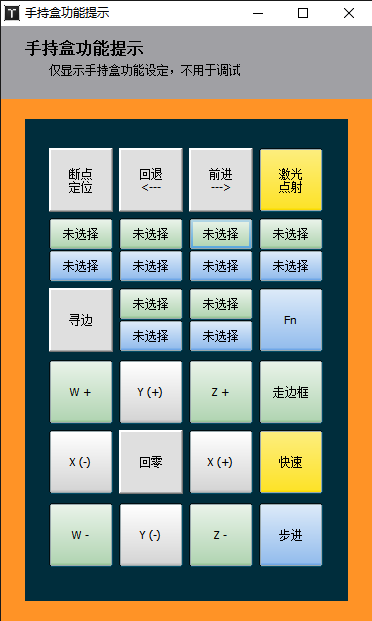 手持盒功能提示
手持盒功能提示
仅显示手持盒功能设定，不用于调试
断点
定位
回退
<---
前进
--->
激光
点射
未选择 未选择 未选择 未选择
未选择 未选择 未选择 未选择
寻边
未选择 未选择
未选择 未选择
Fn
W + Y (+) Z + 走边框
X (-) 回零 X (+) 快速
W - Y (-) Z - 步进